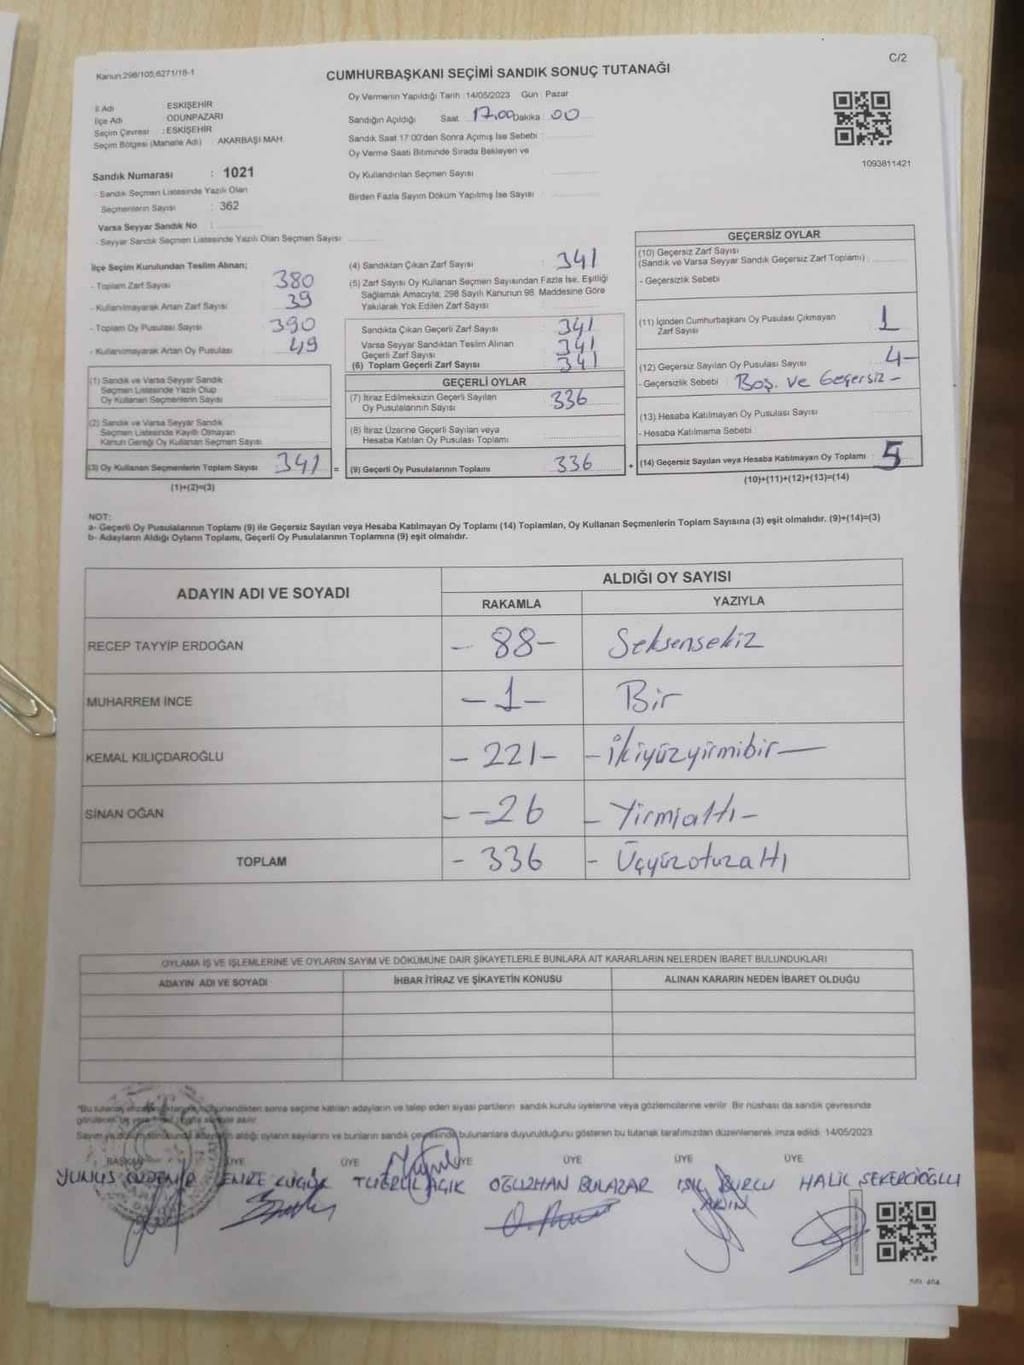 Kanun:298/105;6271/18-1
C/2
CUMHURBAŞKANI SEÇİMİ SANDIK SONUÇ TUTANAĞI
Oy Vermenin Yapıldığı Tarih :14/05/2023 Gün : Pazar
İl Adı ESKİŞEHİR
İlçe Adı ODUNPAZARI
Seçim Çevresi : ESKİŞEHİR
Seçim Bölgesi (Mahalle Adı) : AKARBAŞI MAH.
Sandığın Açıldığı Saat 17.00 Dakika 00
Sandık Saat 17:00'den Sonra Açılmış İse Sebebi
Oy Verme Saati Bitiminde Sırada Bekleyen ve
Oy Kullandırılan Seçmen Sayısı
Birden Fazla Sayım Döküm Yapılmış İse Sayısı
1093811421
Sandık Numarası : 1021
- Sandık Seçmen Listesinde Yazılı Olan
Seçmenlerin Sayısı : 362
Varsa Seyyar Sandık No :
- Seyyar Sandık Seçmen Listesinde Yazılı Olan Seçmen Sayısı :
İlçe Seçim Kurulundan Teslim Alınan;
- Toplam Zarf Sayısı 380
- Kullanılmayarak Artan Zarf Sayısı 39
- Toplam Oy Pusulası Sayısı 390
- Kullanılmayarak Artan Oy Pusulası 49
(1) Sandık ve Varsa Seyyar Sandık
Seçmen Listesinde Yazılı Olup
Oy Kullanan Seçmenlerin Sayısı
(2) Sandık ve Varsa Seyyar Sandık
Seçmen Listesinde Kayıtlı Olmayan
Kanun Gereği Oy Kullanan Seçmen Sayısı
(3) Oy Kullanan Seçmenlerin Toplam Sayısı 341 =
(1)+(2)=(3)
(4) Sandıktan Çıkan Zarf Sayısı : 341
(5) Zarf Sayısı Oy Kullanan Seçmen Sayısından Fazla İse, Eşitliği
Sağlamak Amacıyla, 298 Sayılı Kanunun 98. Maddesine Göre
Yakılarak Yok Edilen Zarf Sayısı
Sandıkta Çıkan Geçerli Zarf Sayısı 341
Varsa Seyyar Sandıktan Teslim Alınan
Geçerli Zarf Sayısı 341
(6) Toplam Geçerli Zarf Sayısı 341
GEÇERLİ OYLAR
(7) İtiraz Edilmeksizin Geçerli Sayılan
Oy Pusulalarının Sayısı 336
(8) İtiraz Üzerine Geçerli Sayılan veya
Hesaba Katılan Oy Pusulası Toplamı
(9) Geçerli Oy Pusulalarının Toplamı 336 +
GEÇERSİZ OYLAR
(10) Geçersiz Zarf Sayısı
(Sandık ve Varsa Seyyar Sandık Geçersiz Zarf Toplamı) :
- Geçersizlik Sebebi :
(11) İçinden Cumhurbaşkanı Oy Pusulası Çıkmayan
Zarf Sayısı 1
(12) Geçersiz Sayılan Oy Pusulası Sayısı 4-
- Geçersizlik Sebebi : Boş. ve Geçersiz -
(13) Hesaba Katılmayan Oy Pusulası Sayısı :
- Hesaba Katılmama Sebebi :
(14) Geçersiz Sayılan veya Hesaba Katılmayan Oy Toplamı 5
(10)+(11)+(12)+(13)=(14)
NOT:
a- Geçerli Oy Pusulalarının Toplamı (9) ile Geçersiz Sayılan veya Hesaba Katılmayan Oy Toplamı (14) Toplamları, Oy Kullanan Seçmenlerin Toplam Sayısına (3) eşit olmalıdır. (9)+(14)=(3)
b- Adayların Aldığı Oyların Toplamı, Geçerli Oy Pusulalarının Toplamına (9) eşit olmalıdır.
ADAYIN ADI VE SOYADI
ALDIĞI OY SAYISI
RAKAMLA YAZIYLA
RECEP TAYYİP ERDOĞAN - 88 - Seksensekiz
MUHARREM İNCE - 1 - Bir
KEMAL KILIÇDAROĞLU - 221 - - İkiyüzyirmibir -
SİNAN OĞAN - - 26 - Yirmialtı -
TOPLAM - 336 - Üçyüzotuzaltı
OYLAMA İŞ VE İŞLEMLERİNE VE OYLARIN SAYIM VE DÖKÜMÜNE DAİR ŞİKAYETLERLE BUNLARA AİT KARARLARIN NELERDEN İBARET BULUNDUKLARI
ADAYIN ADI VE SOYADI İHBAR İTİRAZ VE ŞİKAYETİN KONUSU ALINAN KARARIN NEDEN İBARET OLDUĞU
sonra seçime katılan adayların ve talep eden siyasi partilerin sandık kurulu üyelerine veya gözlemcilerine verilir. Bir nüshası da sandık çevresinde
aldığı oyların sayılarını ve bunların sandık çevresinde bulunanlara duyurulduğunu gösteren bu tutanak tarafımızdan düzenlenerek imza edildi. 14/05/2023
BAŞKAN ÜYE ÜYE ÜYE ÜYE ÜYE ÜYE
YUNUS EMRE KÜÇÜK TUĞRUL AÇIK OĞUZHAN BULAZAR IŞIL BURCU AKIN HALİL ŞEKERCİOĞLU